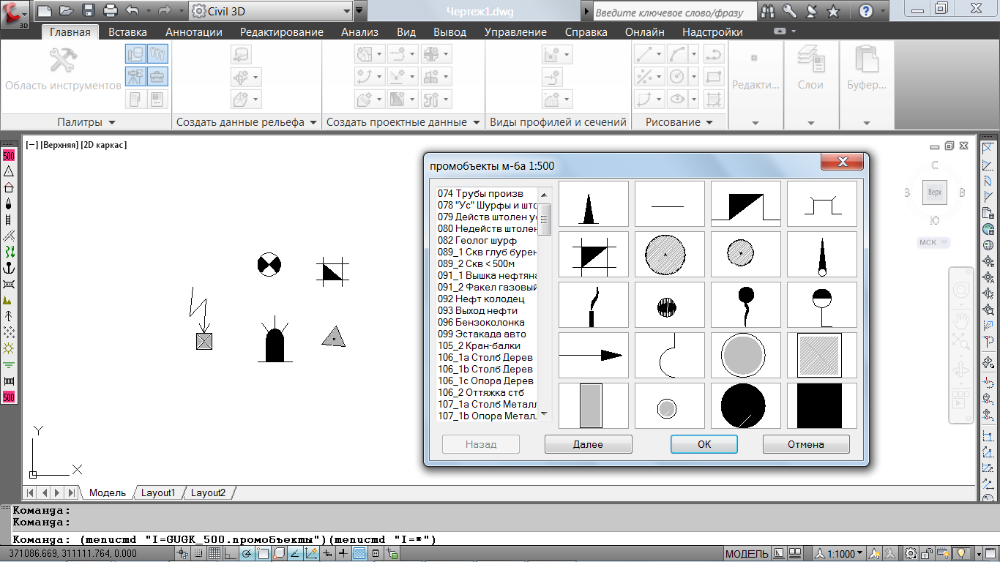 3D
Civil 3D
Чертеж1.dwg
Введите ключевое слово/фразу
Главная
Вставка
Аннотации
Редактирование
Анализ
Вид
Вывод
Управление
Справка
Онлайн
Надстройки
Область инструментов
Редакти...
Слои
Буфер...
Палитры
Создать данные рельефа
Создать проектные данные
Виды профилей и сечений
Рисование
[−] [Верхняя] [2D каркас]
500
промобъекты м-ба 1:500
С
З
Верх
В
Ю
МСК
074 Трубы произв
078 "Ус" Шурфы и што
079 Действ штолен ус
080 Недейств штолен
082 Геолог шурф
089_1 Скв глуб бурен
089_2 Скв < 500м
091_1 Вышка нефтяна
091_2 Факел газовый
092 Нефт колодец
093 Выход нефти
096 Бензоколонка
099 Эстакада авто
105_2 Кран-балки
106_1a Столб Дерев
106_1b Столб Дерев
106_1c Опора Дерев
106_2 Оттяжка стб
107_1a Столб Металл
107_1b Опора Метал
500
Назад
Далее
OK
Отмена
Y
X
Модель
Layout1
Layout2
Команда:
Команда:
Команда: (menucmd "I=GUGK_500.промобъекты")(menucmd "I=*")
371086.669, 311111.764, 0.000
МОДЕЛЬ
1:1000